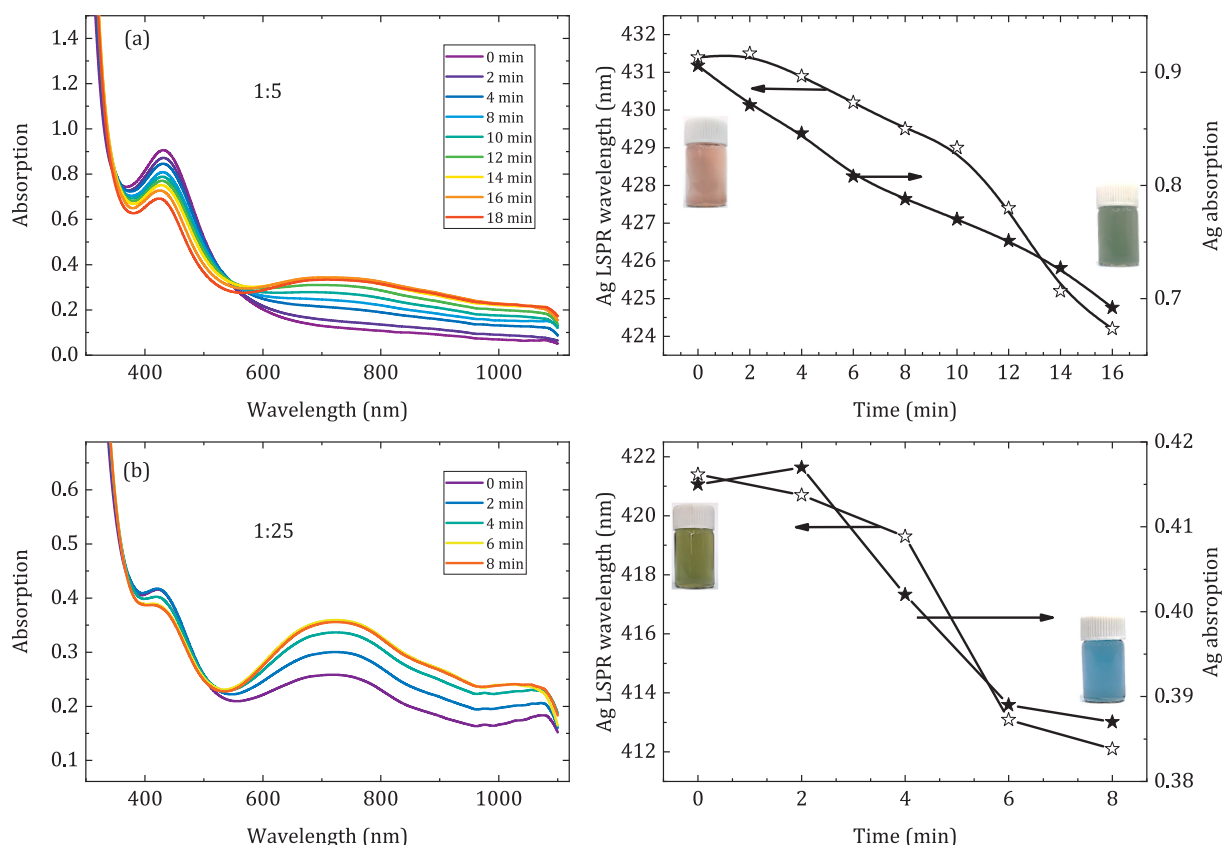 (a)
1:5
1.4
1.2
1.0
0.8
0.6
0.4
0.2
0.0
Absorption
0 min
2 min
4 min
8 min
10 min
12 min
14 min
16 min
18 min
400 600 800 1000
Wavelength (nm)
432
431
430
429
428
427
426
425
424
Ag LSPR wavelength (nm)
0.9
0.8
0.7
Ag absorption
0 2 4 6 8 10 12 14 16
Time (min)
(b)
1:25
0.6
0.5
0.4
0.3
0.2
0.1
Absorption
0 min
2 min
4 min
6 min
8 min
400 600 800 1000
Wavelength (nm)
422
420
418
416
414
412
Ag LSPR wavelength (nm)
0.42
0.41
0.40
0.39
0.38
Ag absroption
0 2 4 6 8
Time (min)